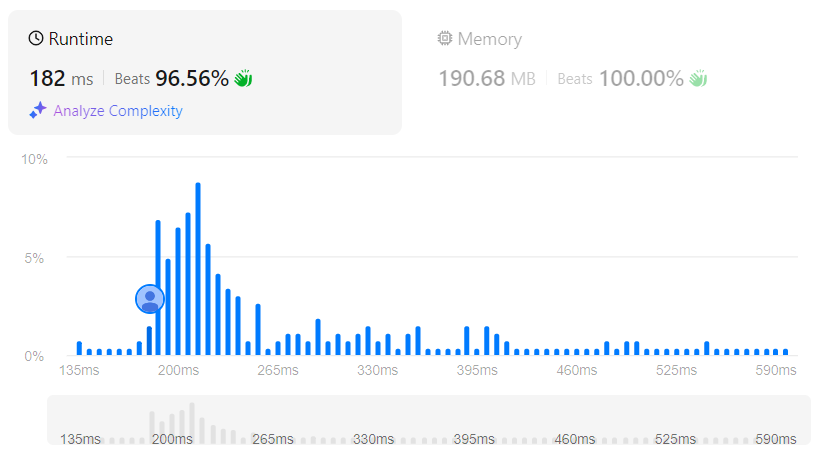 Runtime
182 ms Beats 96.56%
Analyze Complexity
Memory
190.68 MB Beats 100.00%
10%
5%
0%
135ms 200ms 265ms 330ms 395ms 460ms 525ms 590ms
135ms 200ms 265ms 330ms 395ms 460ms 525ms 590ms